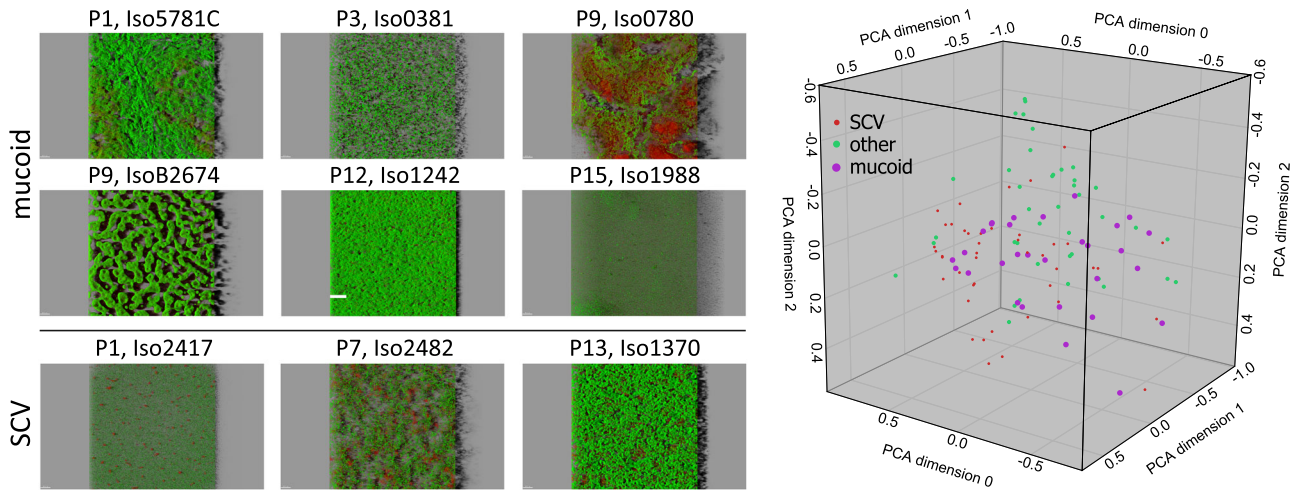 P1, Iso5781C
P3, Iso0381
P9, Iso0780
mucoid
P9, IsoB2674
P12, Iso1242
P15, Iso1988
SCV
P1, Iso2417
P7, Iso2482
P13, Iso1370
PCA dimension 1
0.5
0.0
-0.5
-1.0
PCA dimension 0
0.5
0.0
-0.5
-0.6
-0.4
-0.2
0.0
0.2
0.4
PCA dimension 2
SCV
other
mucoid
-0.6
-0.4
-0.2
0.0
0.2
0.4
PCA dimension 2
0.5
0.0
-0.5
PCA dimension 0
0.5
0.0
-0.5
-1.0
PCA dimension 1